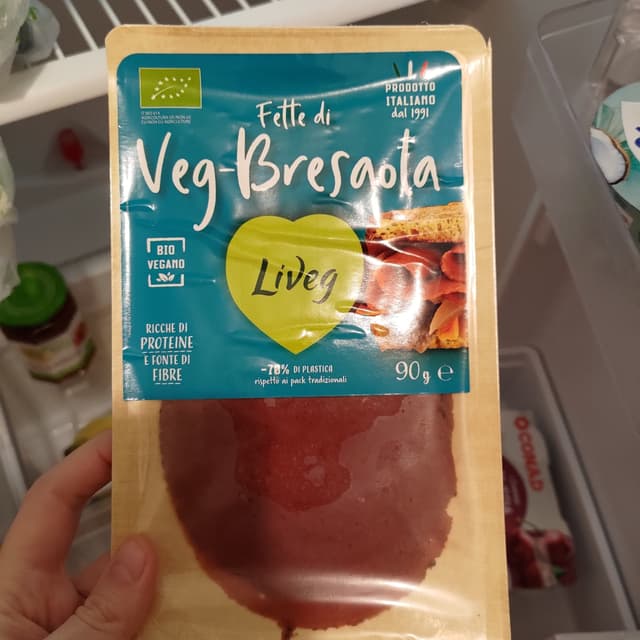 PRODOTTO
ITALIANO
dal 1991
Fette di
Veg-Bresaola
BIO
VEGANO
Liveg
RICCHE DI
PROTEINE
E FONTE DI
FIBRE
-70% DI PLASTICA
rispetto ai pack tradizionali
90g e
CONAD